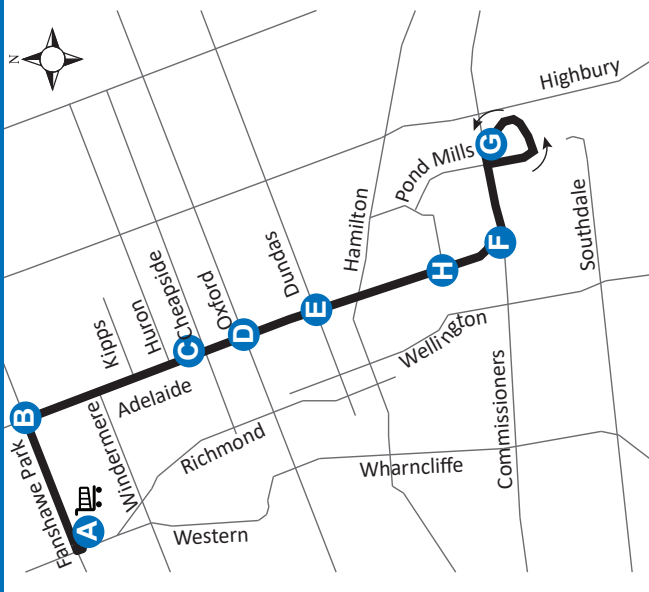 N
Highbury
Pond Mills
G
Hamilton
Southdale
Dundas
F
H
Cheapside
Oxford
Huron
Kipps
C
D
E
Wellington
B
Adelaide
Windermere
Richmond
Commissioners
Fanshawe Park
Wharncliffe
A
Western